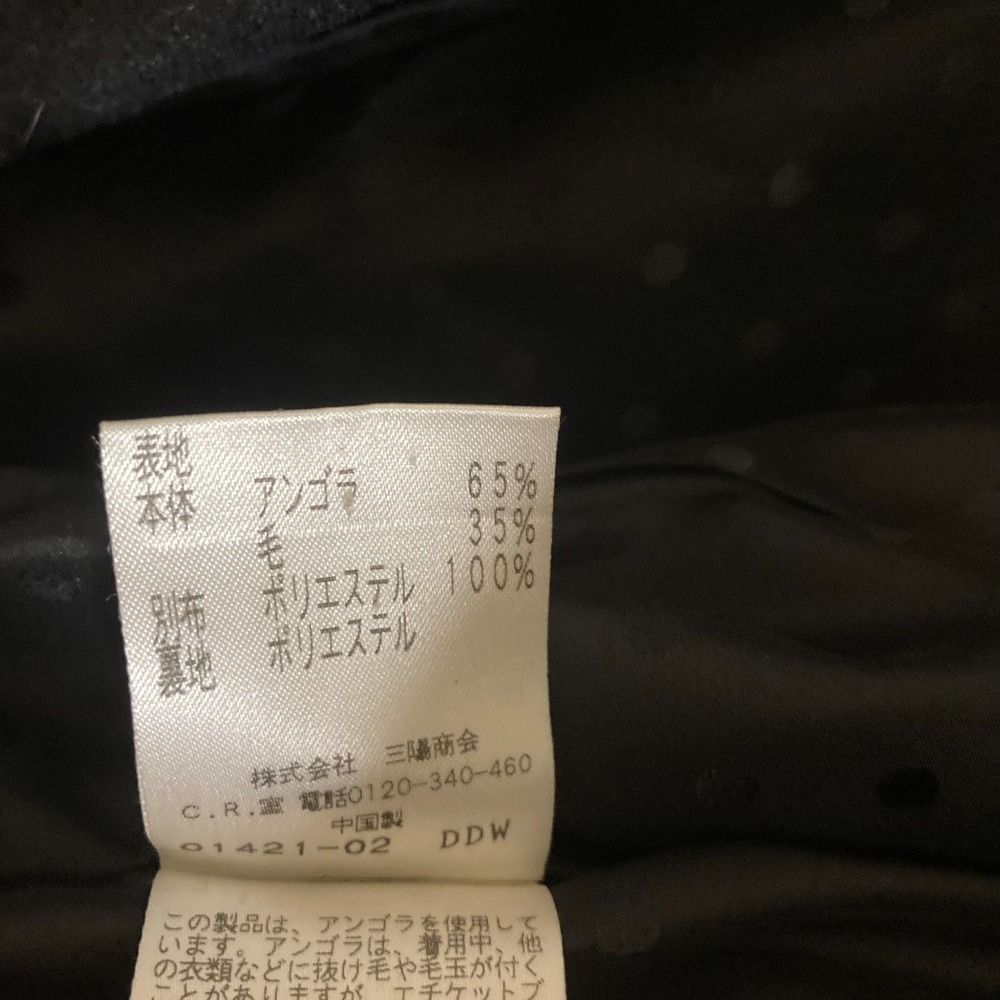 表地
本体 アンゴラ 65%
毛 35%
別布 ポリエステル 100%
裏地 ポリエステル
株式会社 三陽商会
C.R.室 電話0120-340-460
中国製
01421-02 DDW
この製品は、アンゴラを使用して
います。アンゴラは、着用中、他
の衣類などに抜け毛や毛玉が付く
ことがありますが、エチケットブ